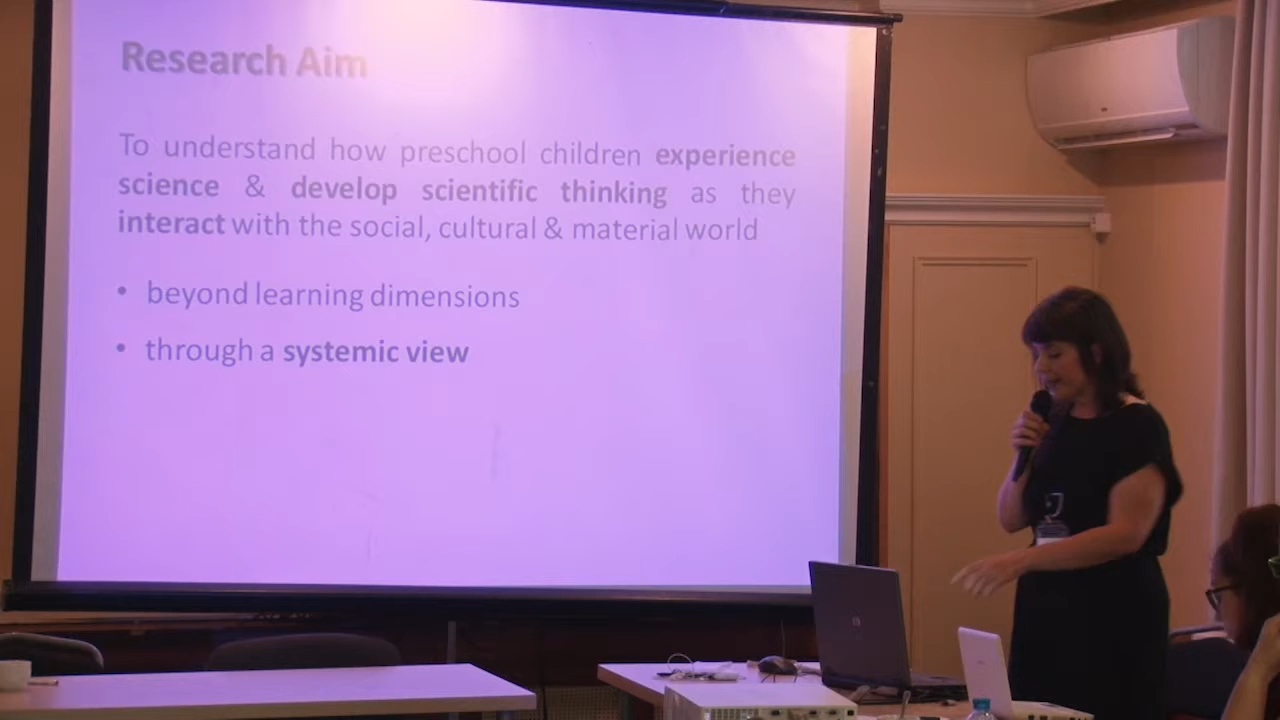 Research Aim
To understand how preschool children experience
science & develop scientific thinking as they
interact with the social, cultural & material world
• beyond learning dimensions
• through a systemic view